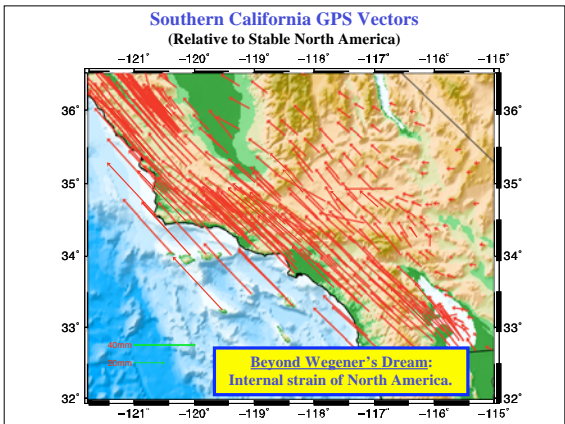 Southern California GPS Vectors
(Relative to Stable North America)
−121° −120° −119° −118° −117° −116° −115°
36°
35°
34°
33°
32°
36°
35°
34°
33°
32°
40mm
Beyond Wegener's Dream:
Internal strain of North America.
−121° −120° −119° −118° −117° −116° −115°